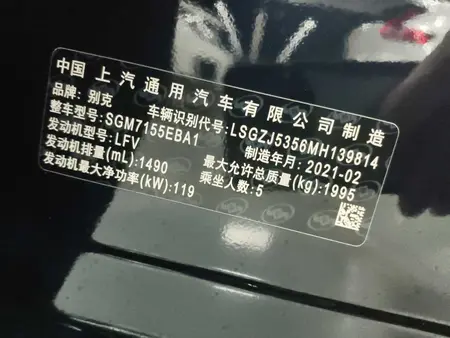 中国 上汽通用汽车有限公司制造
品牌: 别克 车辆识别代号: LSGZJ5356MH139814
整车型号: SGM7155EBA1 制造年月: 2021-02
发动机型号: LFV 最大允许总质量(kg): 1995
发动机排量(mL): 1490 乘坐人数: 5
发动机最大净功率(kW): 119